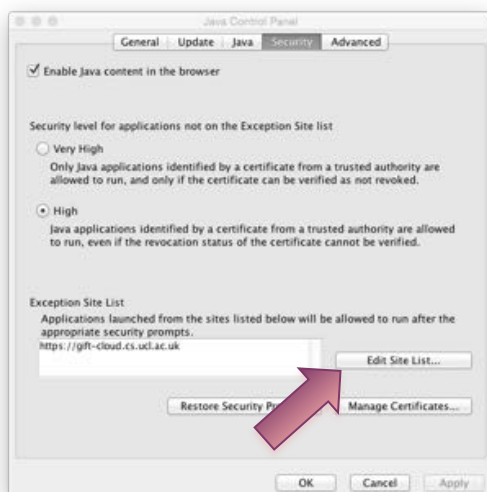 Java Control Panel
General Update Java Security Advanced
Enable Java content in the browser
Security level for applications not on the Exception Site list
Very High
Only Java applications identified by a certificate from a trusted authority are
allowed to run, and only if the certificate can be verified as not revoked.
High
Java applications identified by a certificate from a trusted authority are allowed
to run, even if the revocation status of the certificate cannot be verified.
Exception Site List
Applications launched from the sites listed below will be allowed to run after the
appropriate security prompts.
https://gift-cloud.cs.ucl.ac.uk
Edit Site List...
Restore Security Manage Certificates...
OK Cancel Apply